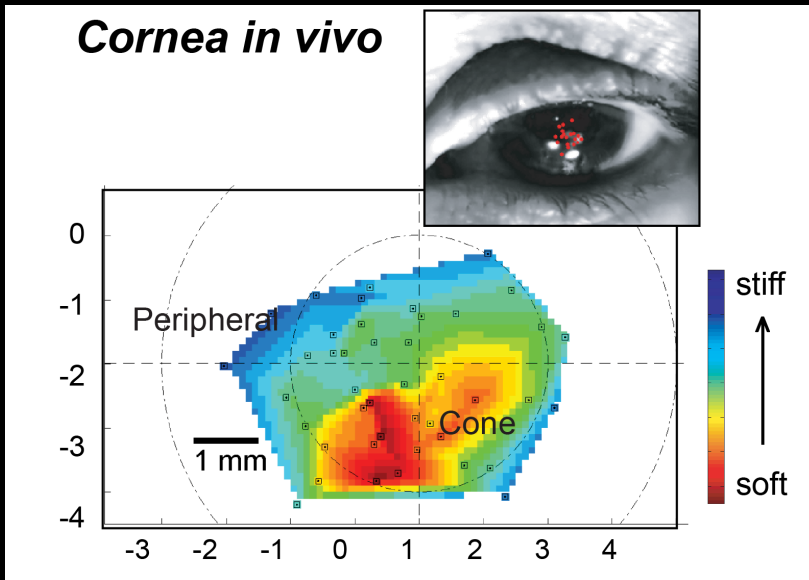 Cornea in vivo
0
-1
-2
-3
-4
Peripheral
Cone
1 mm
-3
-2
-1
0
1
2
3
4
stiff
soft